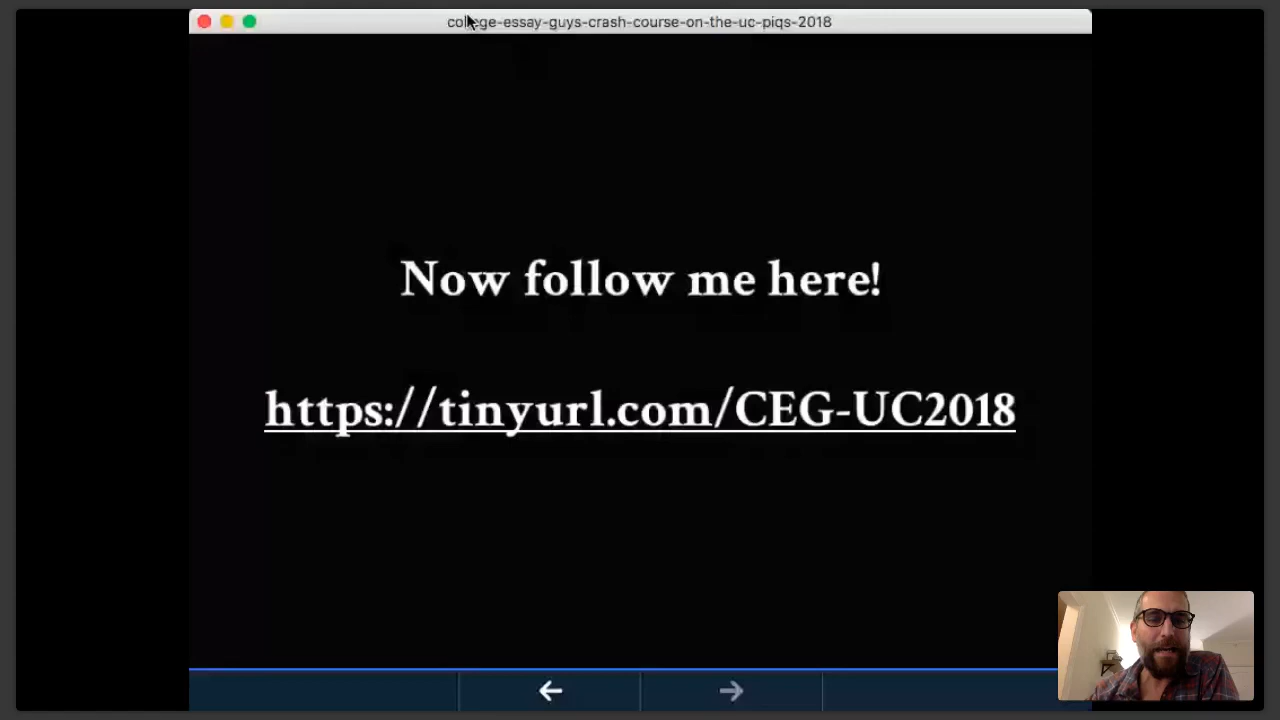 college-essay-guys-crash-course-on-the-uc-piqs-2018
Now follow me here!
https://tinyurl.com/CEG-UC2018